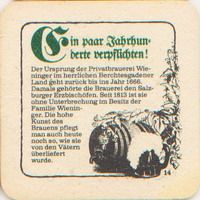 Ein paar Jahrhun-
derte verpflichten!
Der Ursprung der Privatbrauerei Wie-
ninger im herrlichen Berchtesgadener
Land geht zurück bis ins Jahr 1666.
Damals gehörte die Brauerei den Salz-
burger Erzbischöfen. Seit 1813 ist sie
ohne Unterbrechung im Besitz der
Familie Wienin-
ger. Die hohe
Kunst des
Brauens pflegt
man auch heute
noch so, wie sie
von den Vätern
überliefert
wurde.
14